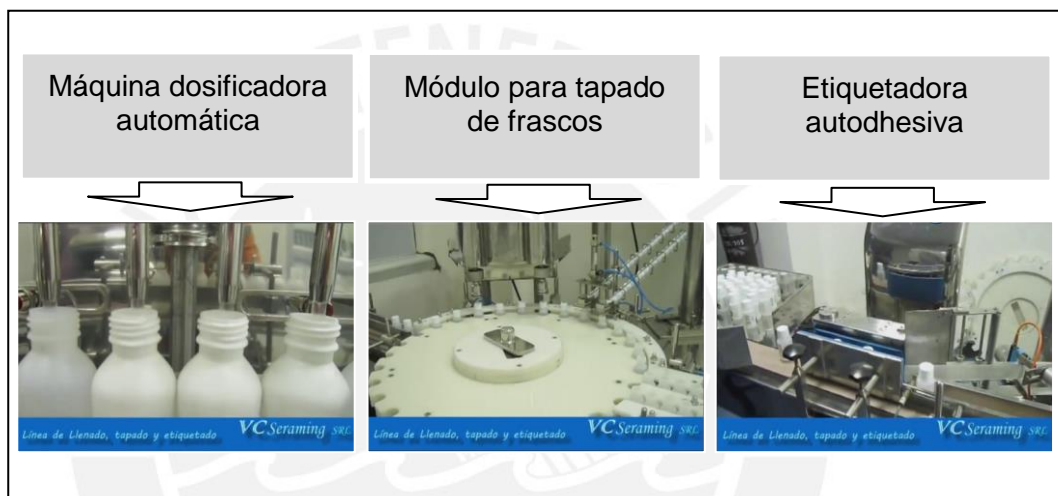 Máquina dosificadora
automática
Módulo para tapado
de frascos
Etiquetadora
autodhesiva
Línea de Llenado, tapado y etiquetado VCSeraming SRL
Línea de Llenado, tapado y etiquetado VCSeraming SRL
Línea de Llenado, tapado y etiquetado VCSeraming SRL